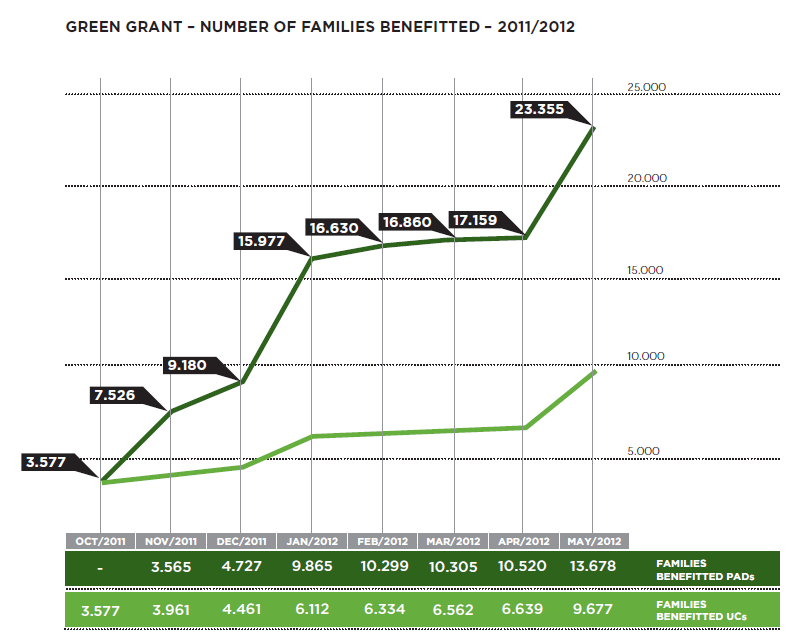 GREEN GRANT – NUMBER OF FAMILIES BENEFITTED – 2011/2012
25.000
23.355
20.000
17.159
16.860
16.630
15.977
15.000
10.000
9.180
7.526
5.000
3.577
OCT/2011 NOV/2011 DEC/2011 JAN/2012 FEB/2012 MAR/2012 APR/2012 MAY/2012
- 3.565 4.727 9.865 10.299 10.305 10.520 13.678 FAMILIES
BENEFITTED PADs
3.577 3.961 4.461 6.112 6.334 6.562 6.639 9.677 FAMILIES
BENEFITTED UCs